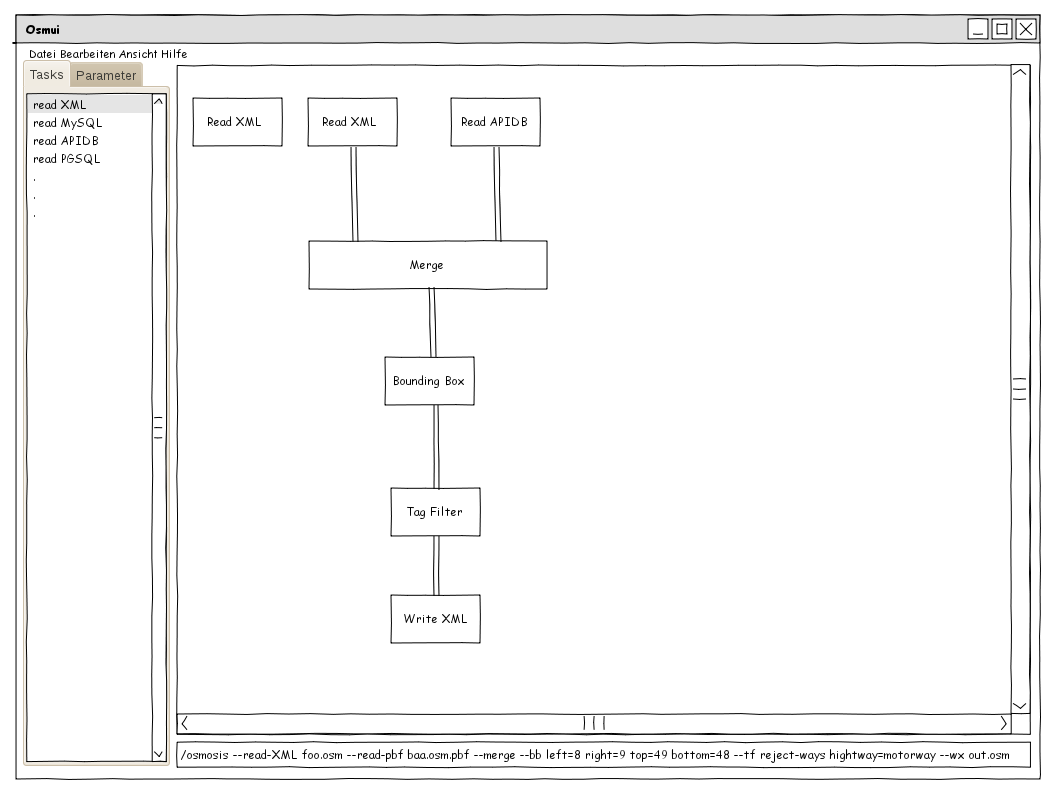 Osmui
Datei Bearbeiten Ansicht Hilfe
Tasks Parameter
read XML
read MySQL
read APIDB
read PGSQL
.
.
.
Read XML Read XML Read APIDB
Merge
Bounding Box
Tag Filter
Write XML
/osmosis --read-XML foo.osm --read-pbf baa.osm.pbf --merge --bb left=8 right=9 top=49 bottom=48 --tf reject-ways hightway=motorway --wx out.osm